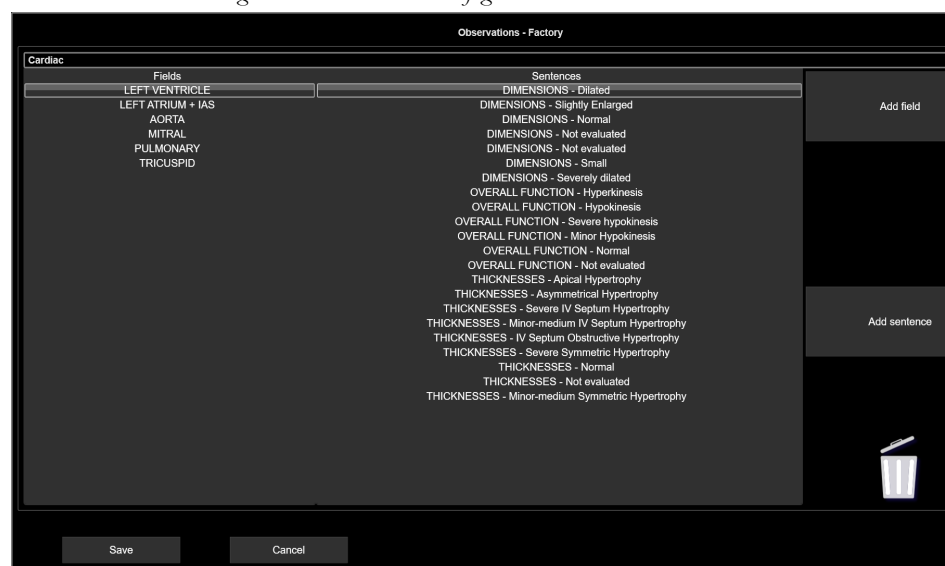 Observations - Factory
Cardiac
Fields
Sentences
LEFT VENTRICLE
LEFT ATRIUM + IAS
AORTA
MITRAL
PULMONARY
TRICUSPID
DIMENSIONS - Dilated
DIMENSIONS - Slightly Enlarged
DIMENSIONS - Normal
DIMENSIONS - Not evaluated
DIMENSIONS - Not evaluated
DIMENSIONS - Small
DIMENSIONS - Severely dilated
OVERALL FUNCTION - Hyperkinesis
OVERALL FUNCTION - Hypokinesis
OVERALL FUNCTION - Severe hypokinesis
OVERALL FUNCTION - Minor Hypokinesis
OVERALL FUNCTION - Normal
OVERALL FUNCTION - Not evaluated
THICKNESSES - Apical Hypertrophy
THICKNESSES - Asymmetrical Hypertrophy
THICKNESSES - Severe IV Septum Hypertrophy
THICKNESSES - Minor-medium IV Septum Hypertrophy
THICKNESSES - IV Septum Obstructive Hypertrophy
THICKNESSES - Severe Symmetric Hypertrophy
THICKNESSES - Normal
THICKNESSES - Not evaluated
THICKNESSES - Minor-medium Symmetric Hypertrophy
Add field
Add sentence
Save
Cancel